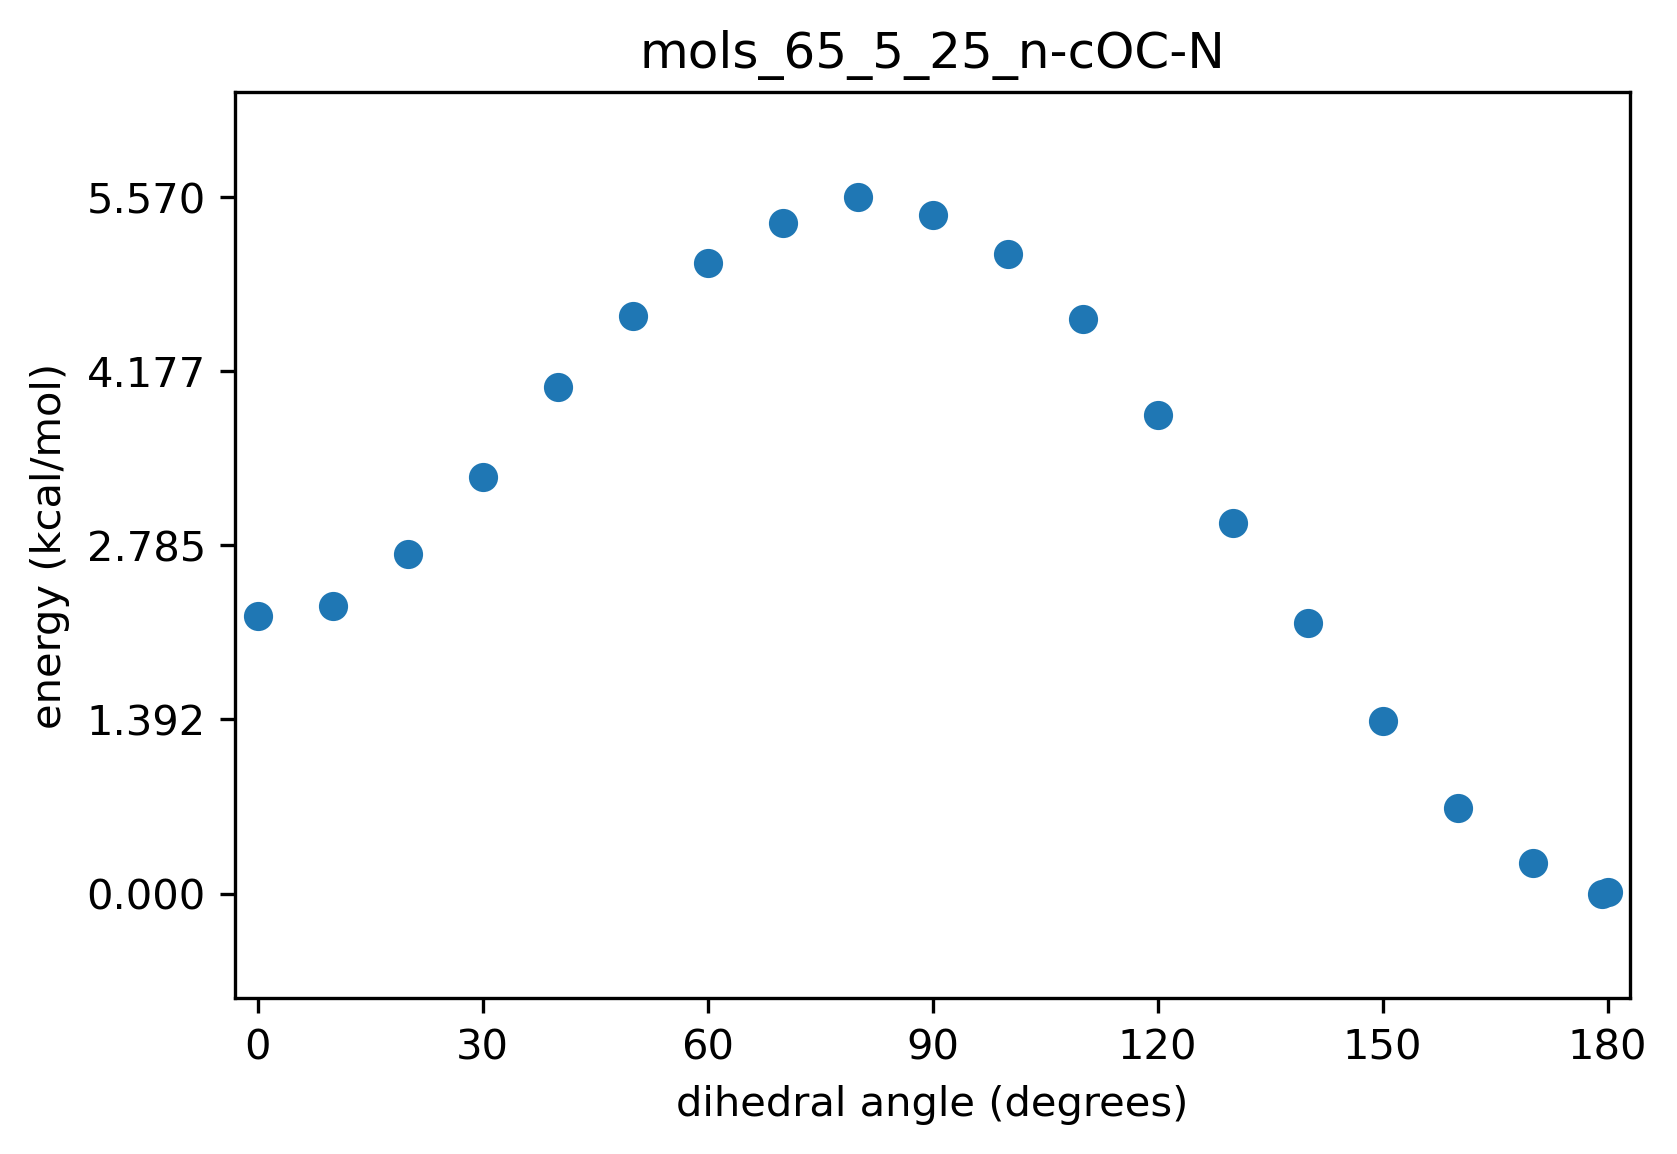 mols_65_5_25_n-cOC-N
energy (kcal/mol)
5.570
4.177
2.785
1.392
0.000
0 30 60 90 120 150 180
dihedral angle (degrees)